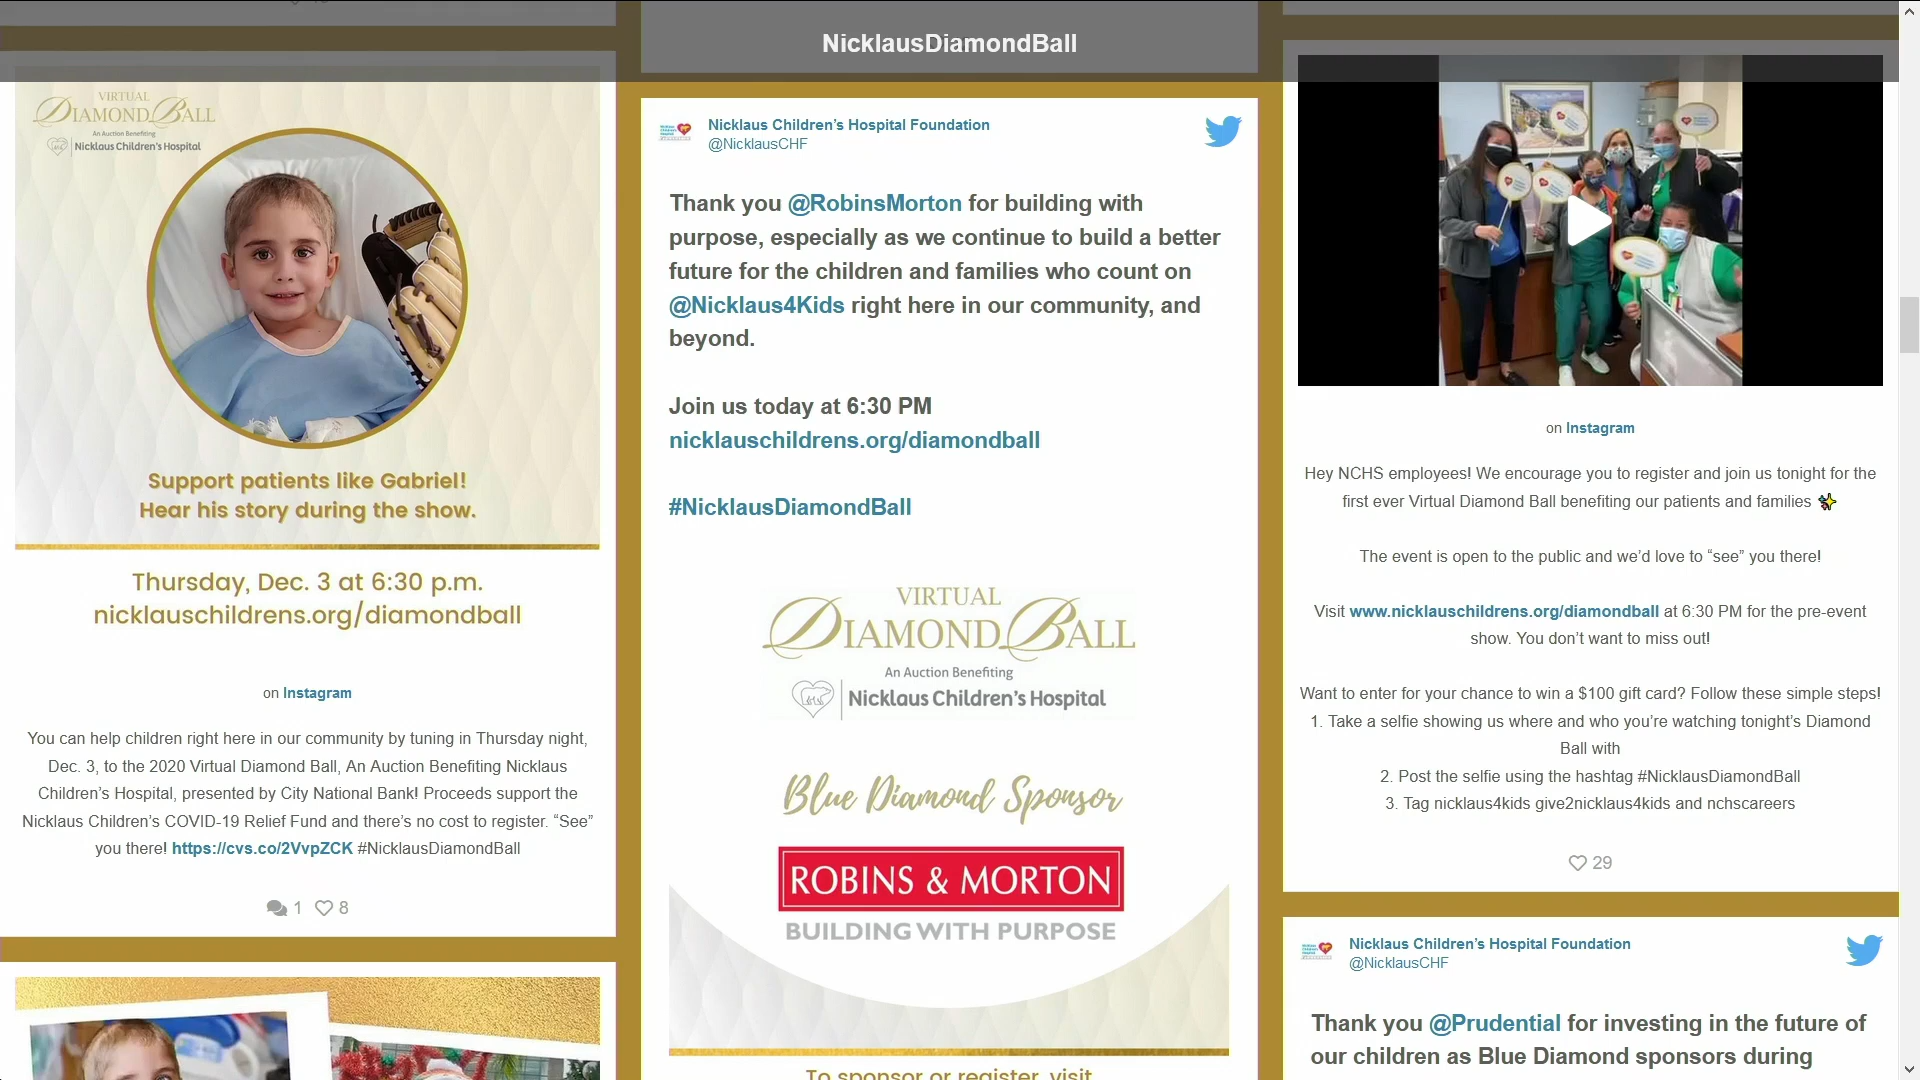 NicklausDiamondBall
VIRTUAL
DIAMOND BALL
An Auction Benefiting
Nicklaus Children's Hospital
Support patients like Gabriel!
Hear his story during the show.
Thursday, Dec. 3 at 6:30 p.m.
nicklauschildrens.org/diamondball
on Instagram
You can help children right here in our community by tuning in Thursday night,
Dec. 3, to the 2020 Virtual Diamond Ball, An Auction Benefiting Nicklaus
Children’s Hospital, presented by City National Bank! Proceeds support the
Nicklaus Children’s COVID-19 Relief Fund and there’s no cost to register. “See”
you there! https://cvs.co/2VvpZCK #NicklausDiamondBall
1 8
Nicklaus Children’s Hospital Foundation
@NicklausCHF
Thank you @RobinsMorton for building with
purpose, especially as we continue to build a better
future for the children and families who count on
@Nicklaus4Kids right here in our community, and
beyond.
Join us today at 6:30 PM
nicklauschildrens.org/diamondball
#NicklausDiamondBall
VIRTUAL
DIAMOND BALL
An Auction Benefiting
Nicklaus Children's Hospital
Blue Diamond Sponsor
ROBINS & MORTON
BUILDING WITH PURPOSE
To sponsor or register, visit
on Instagram
Hey NCHS employees! We encourage you to register and join us tonight for the
first ever Virtual Diamond Ball benefiting our patients and families ✨
The event is open to the public and we’d love to “see” you there!
Visit www.nicklauschildrens.org/diamondball at 6:30 PM for the pre-event
show. You don’t want to miss out!
Want to enter for your chance to win a $100 gift card? Follow these simple steps!
1. Take a selfie showing us where and who you’re watching tonight’s Diamond
Ball with
2. Post the selfie using the hashtag #NicklausDiamondBall
3. Tag nicklaus4kids give2nicklaus4kids and nchscareers
29
Nicklaus Children’s Hospital Foundation
@NicklausCHF
Thank you @Prudential for investing in the future of
our children as Blue Diamond sponsors during